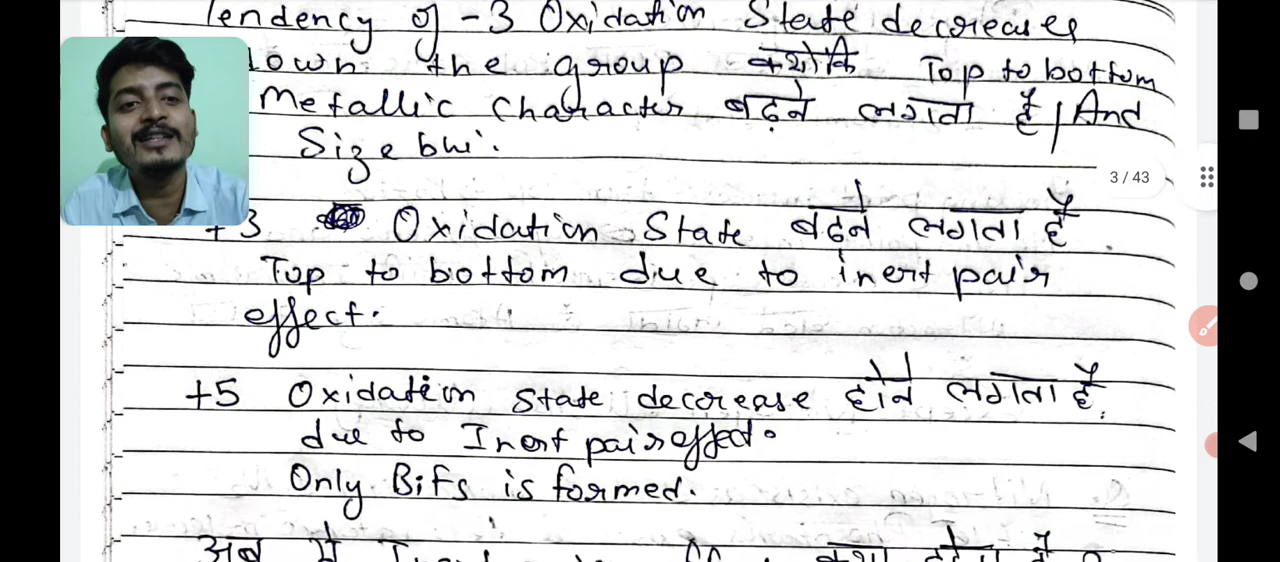 Tendency of -3 Oxidation State decreases
down the group क्योंकि Top to bottom
Metallic Character बढ़ने लगता है | And
Size bhi.
3 / 43
+3 Oxidation State बढ़ने लगता है
Top to bottom due to inert pair
effect.
+5 Oxidation State decrease होने लगता है.
due to Inert pair effect.
Only BiF5 is formed.
अब ये